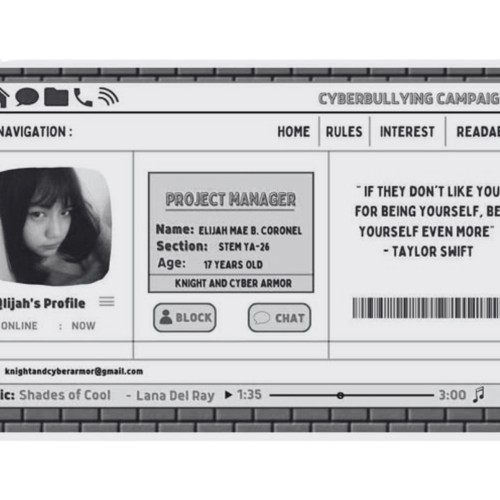 CYBERBULLYING CAMPAIG
NAVIGATION :
HOME
RULES
INTEREST
READAB
PROJECT MANAGER
Name: ELIJAH MAE B. CORONEL
Section: STEM YA-26
Age: 17 YEARS OLD
KNIGHT AND CYBER ARMOR
BLOCK
CHAT
lijah's Profile
ONLINE : NOW
" IF THEY DON'T LIKE YOU
FOR BEING YOURSELF, BE
YOURSELF EVEN MORE"
- TAYLOR SWIFT
knightandcyberarmor@gmail.com
ic: Shades of Cool - Lana Del Ray 1:35 3:00